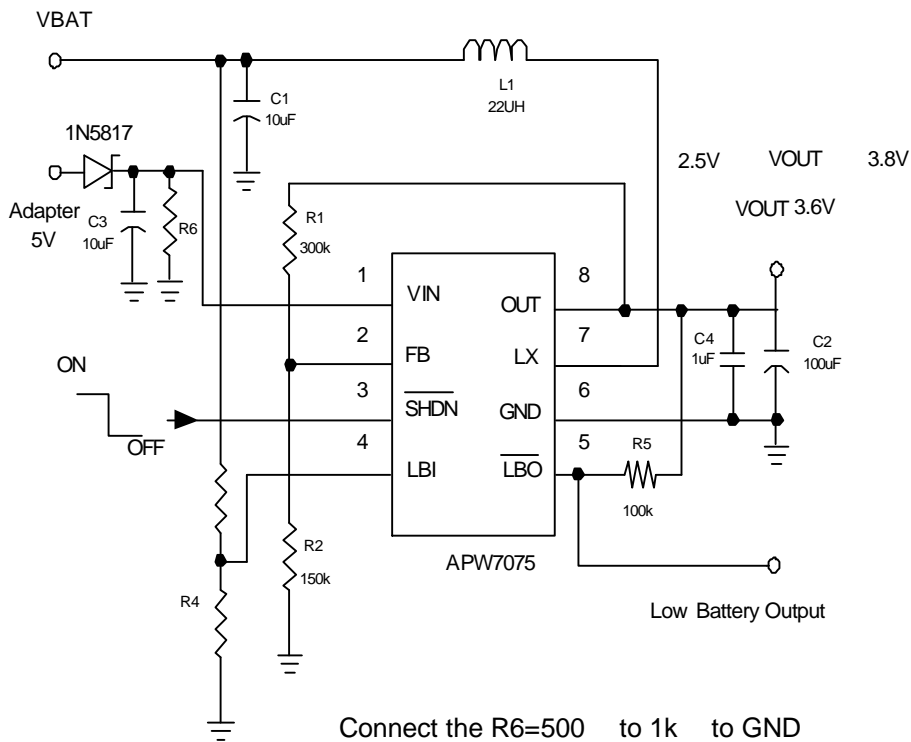 VBAT
L1
22UH
C1
10uF
1N5817
2.5V VOUT 3.8V
Adapter
5V
C3
10uF
R6
R1
300k
VOUT 3.6V
1
VIN
8
OUT
2
FB
7
LX
C4
1uF
C2
100uF
ON
OFF
3
SHDN
6
GND
4
LBI
5
LBO
R5
100k
R2
150k
APW7075
R4
Low Battery Output
Connect the R6=500 to 1k to GND